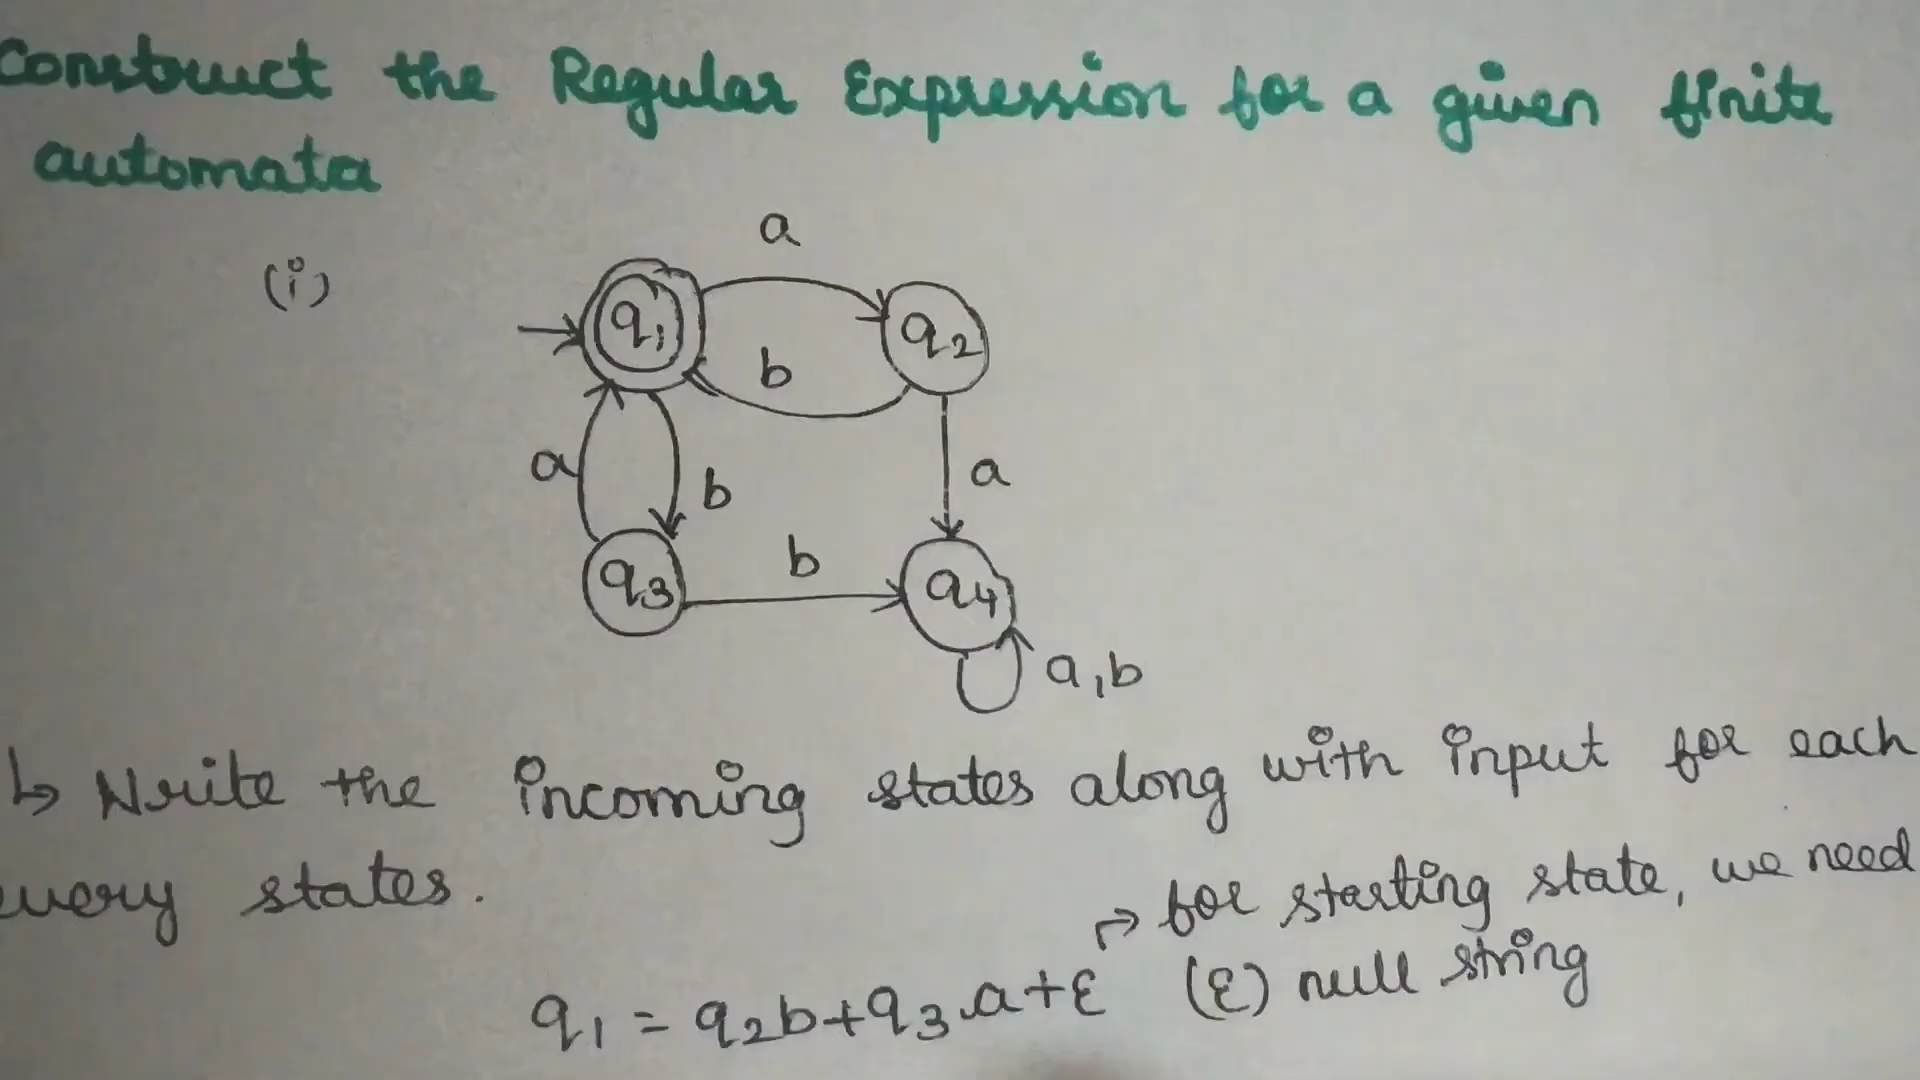 Construct the Regular Expression for a given finite
automata
(i)
a
q1
q2
b
a
b
a
q3
b
q4
a,b
↳ Write the incoming states along with input for each
every states.
↱ for starting state, we need
q1 = q2b+q3.a+ε (ε) null string